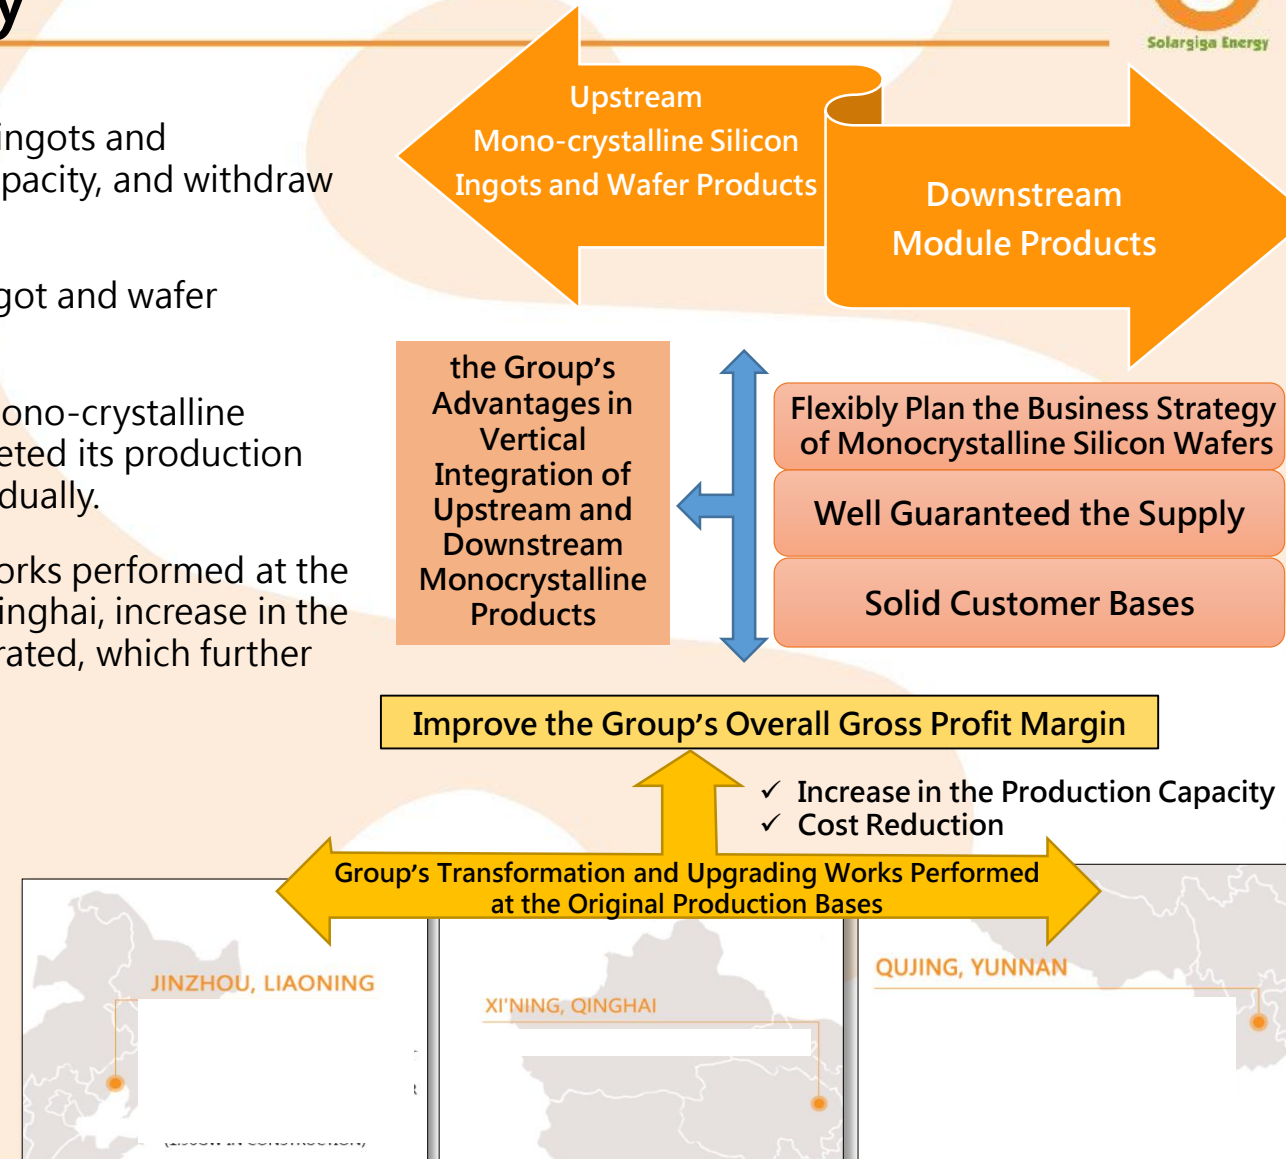 y
Solargiga Energy
ingots and
pacity, and withdraw
got and wafer
ono-crystalline
eted its production
dually.
orks performed at the
inghai, increase in the
rated, which further
Upstream
Mono-crystalline Silicon
Ingots and Wafer Products
Downstream
Module Products
the Group's
Advantages in
Vertical
Integration of
Upstream and
Downstream
Monocrystalline
Products
Flexibly Plan the Business Strategy
of Monocrystalline Silicon Wafers
Well Guaranteed the Supply
Solid Customer Bases
Improve the Group's Overall Gross Profit Margin
✓ Increase in the Production Capacity
✓ Cost Reduction
Group's Transformation and Upgrading Works Performed
at the Original Production Bases
JINZHOU, LIAONING
XI'NING, QINGHAI
QUJING, YUNNAN